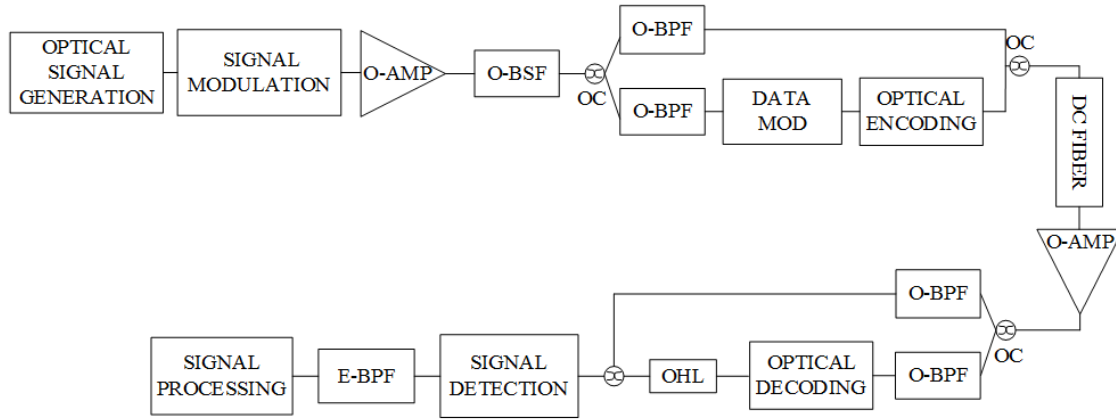 OPTICAL
SIGNAL
GENERATION
SIGNAL
MODULATION
O-AMP
O-BSF
OC
O-BPF
O-BPF
DATA
MOD
OPTICAL
ENCODING
OC
DC FIBER
O-AMP
O-BPF
OC
O-BPF
OPTICAL
DECODING
OHL
SIGNAL
DETECTION
E-BPF
SIGNAL
PROCESSING